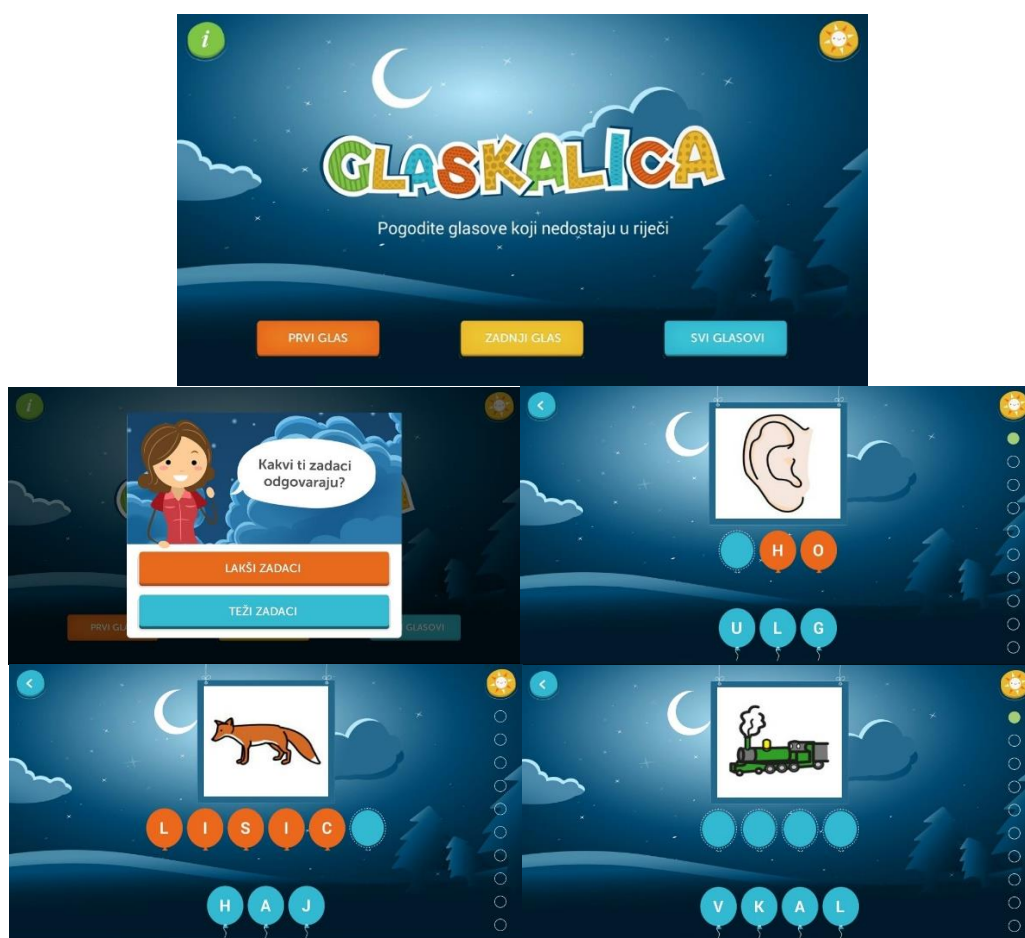 i
GLASKALICA
Pogodite glasove koji nedostaju u riječi
PRVI GLAS
ZADNJI GLAS
SVI GLASOVI
i
Kakvi ti zadaci
odgovaraju?
LAKŠI ZADACI
TEŽI ZADACI
PRVI GL
GLASOVI
H O
U L G
L I S I C
H A J
V K A L